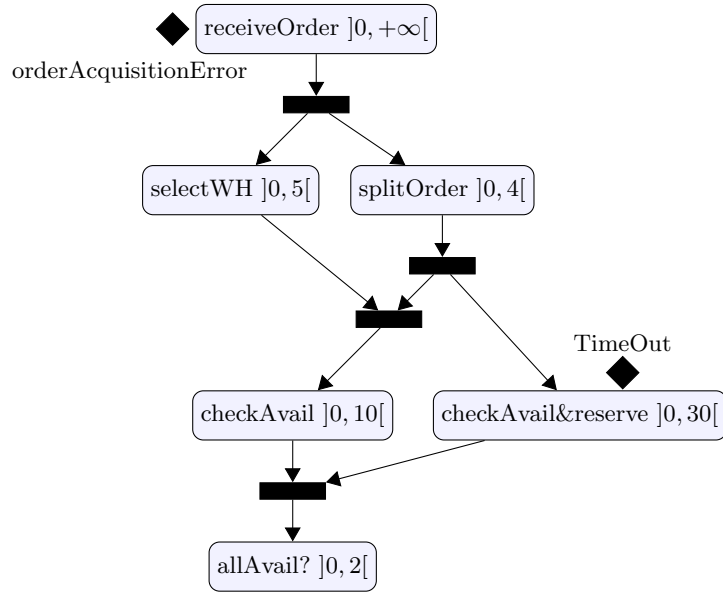 receiveOrder ]0, +∞[
orderAcquisitionError
selectWH ]0, 5[
splitOrder ]0, 4[
TimeOut
checkAvail ]0, 10[
checkAvail&reserve ]0, 30[
allAvail? ]0, 2[